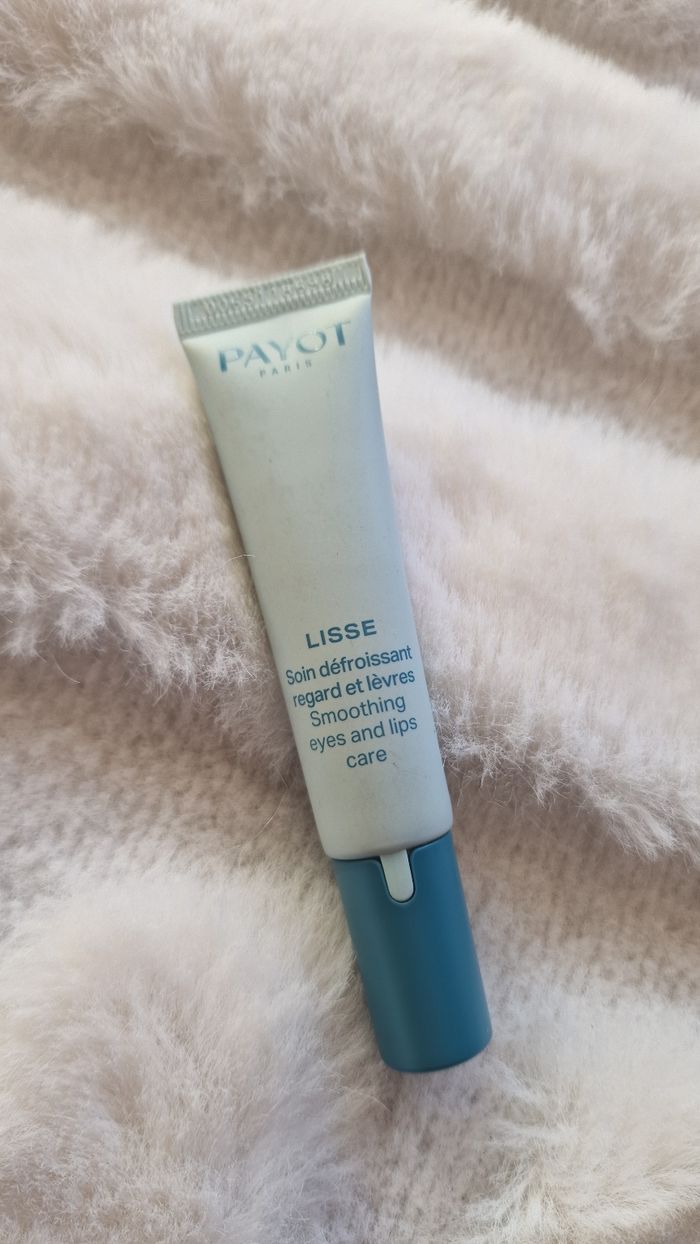 PAYOT
PARIS
LISSE
Soin défroissant
regard et lèvres
Smoothing
eyes and lips
care